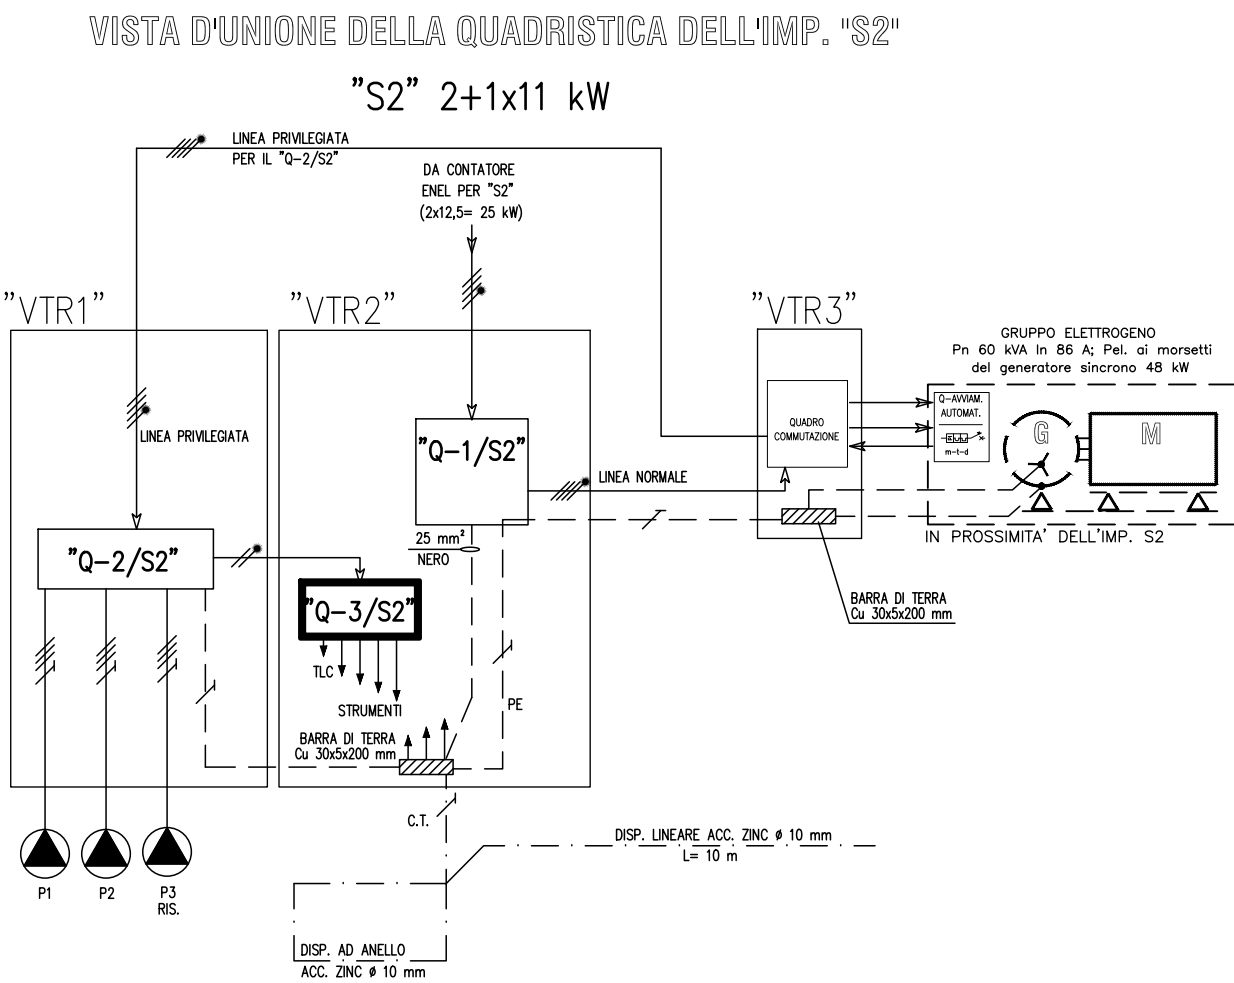 VISTA D'UNIONE DELLA QUADRISTICA DELL'IMP. "S2"
"S2" 2+1x11 kW
LINEA PRIVILEGIATA
PER IL "Q-2/S2"
DA CONTATORE
ENEL PER "S2"
(2x12,5= 25 kW)
"VTR1"
"VTR2"
"VTR3"
GRUPPO ELETTROGENO
Pn 60 kVA In 86 A; Pel. ai morsetti
del generatore sincrono 48 kW
Q-AVVIAM.
AUTOMAT.
m-t-d
G
M
QUADRO
COMMUTAZIONE
LINEA PRIVILEGIATA
"Q-1/S2"
LINEA NORMALE
25 mm²
NERO
IN PROSSIMITA' DELL'IMP. S2
"Q-2/S2"
"Q-3/S2"
BARRA DI TERRA
Cu 30x5x200 mm
TLC
STRUMENTI
PE
BARRA DI TERRA
Cu 30x5x200 mm
C.T.
DISP. LINEARE ACC. ZINC ø 10 mm
L= 10 m
P1
P2
P3
RIS.
DISP. AD ANELLO
ACC. ZINC ø 10 mm